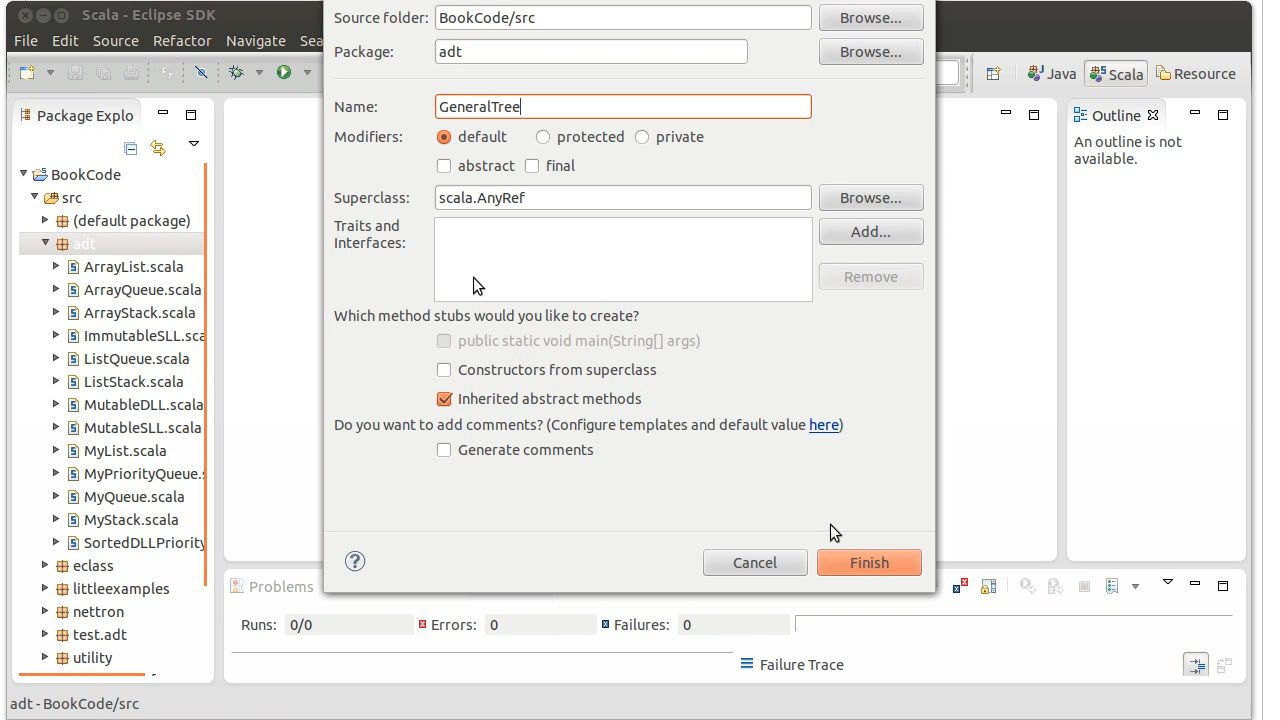 Scala - Eclipse SDK
File Edit Source Refactor Navigate Sea
Source folder: BookCode/src Browse...
Package: adt Browse...
Name: GeneralTree
Modifiers: default protected private
abstract final
Superclass: scala.AnyRef Browse...
Traits and Interfaces: Add...
Remove
Which method stubs would you like to create?
public static void main(String[] args)
Constructors from superclass
Inherited abstract methods
Do you want to add comments? (Configure templates and default value here)
Generate comments
Cancel Finish
Java Scala Resource
Package Explo
BookCode
src
(default package)
adt
ArrayList.scala
ArrayQueue.scala
ArrayStack.scala
ImmutableSLL.sca
ListQueue.scala
ListStack.scala
MutableDLL.scala
MutableSLL.scala
MyList.scala
MyPriorityQueue.s
MyQueue.scala
MyStack.scala
SortedDLLPriority
eclass
littleexamples
nettron
test.adt
utility
Outline
An outline is not
available.
Problems
Runs: 0/0 Errors: 0 Failures: 0
Failure Trace
adt - BookCode/src